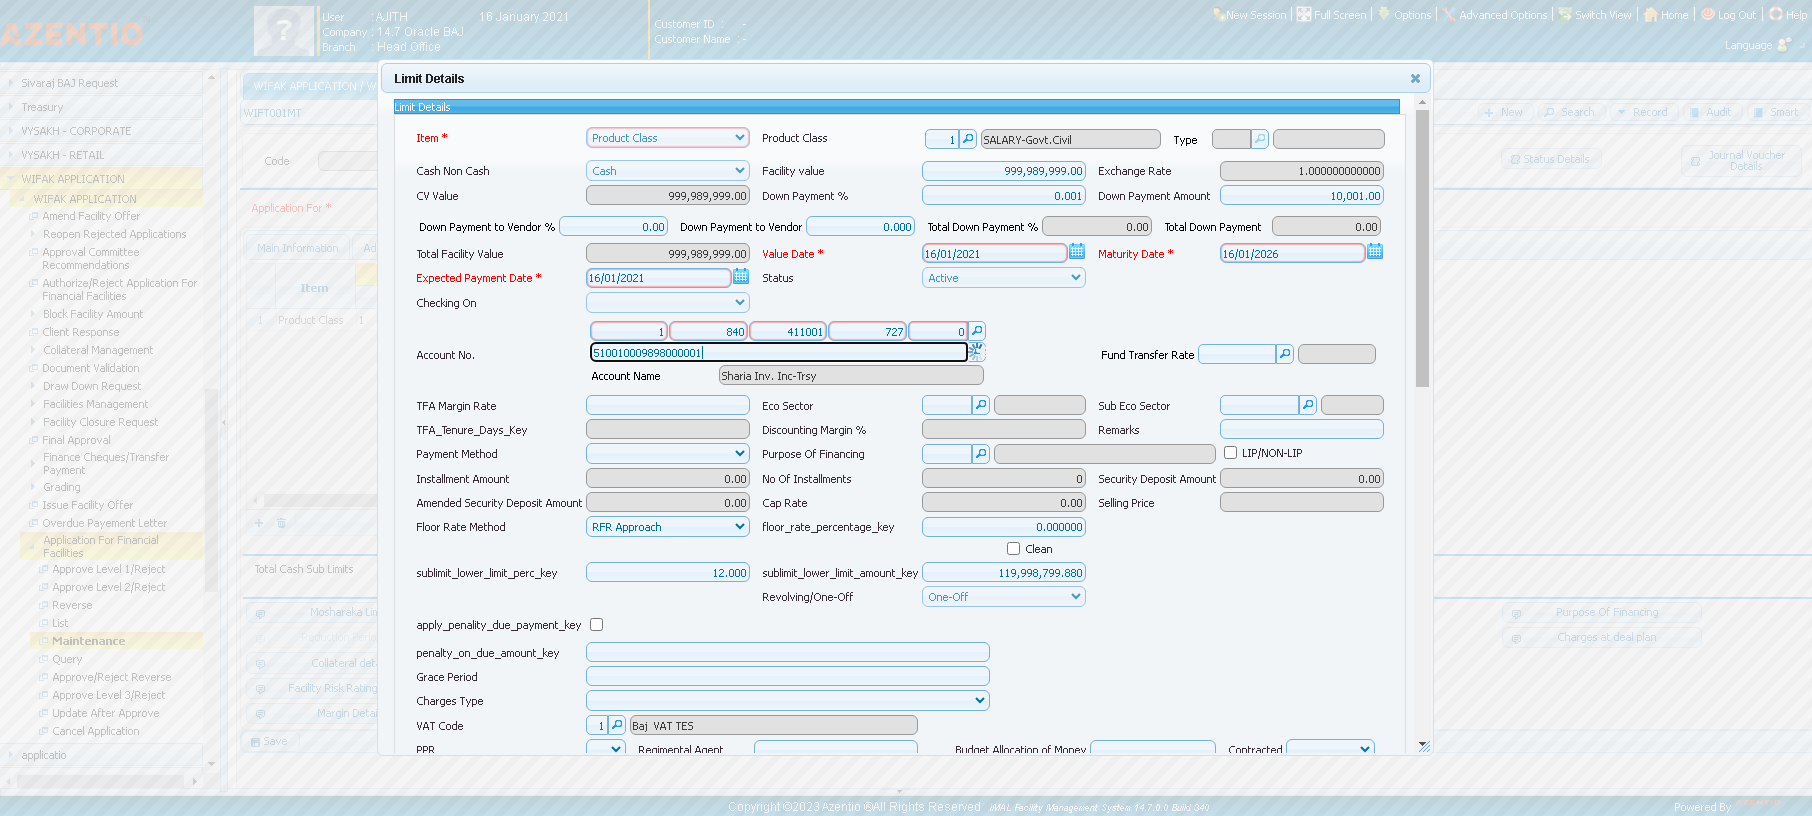 AZENTIO
User : AJITH 16 January 2021
Company : 14.7 Oracle BAJ
Branch : Head Office
Customer ID : -
Customer Name : -
New Session Full Screen Options Advanced Options Switch View Home Log Out Help
Language
Sivaraj BAJ Request
Treasury
VYSAKH - CORPORATE
VYSAKH - RETAIL
WIFAK APPLICATION
WIFAK APPLICATION
Amend Facility Offer
Reopen Rejected Applications
Approval Committee
Recommendations
Authorize/Reject Application For
Financial Facilities
Block Facility Amount
Client Response
Collateral Management
Document Validation
Draw Down Request
Facilities Management
Facility Closure Request
Final Approval
Finance Cheques/Transfer
Payment
Grading
Issue Facility Offer
Overdue Payement Letter
Application For Financial
Facilities
Approve Level 1/Reject
Approve Level 2/Reject
Reverse
List
Maintenance
Query
Approve/Reject Reverse
Approve Level 3/Reject
Update After Approve
Cancel Application
applicatio
WIFAK APPLICATION / W
WIFT001MT
New Search Record Audit Smart
Code
Status Details
Journal Voucher
Details
Application For *
Main Information Ad
Item
1 Product Class 1
Total Cash Sub Limits
Mosharaka Lim
Collateral deta
Facility Risk Rating
Margin Detai
Save
Purpose Of Financing
Charges at deal plan
Limit Details
Limit Details
Item * Product Class Product Class 1 SALARY-Govt.Civil Type
Cash Non Cash Cash Facility value 999,989,999.00 Exchange Rate 1.000000000000
CV Value 999,989,999.00 Down Payment % 0.001 Down Payment Amount 10,001.00
Down Payment to Vendor % 0.00 Down Payment to Vendor 0.000 Total Down Payment % 0.00 Total Down Payment 0.00
Total Facility Value 999,989,999.00 Value Date * 16/01/2021 Maturity Date * 16/01/2026
Expected Payment Date * 16/01/2021 Status Active
Checking On
1 840 411001 727 0
Account No. 510010009898000001 Fund Transfer Rate
Account Name Sharia Inv. Inc-Trsy
TFA Margin Rate Eco Sector Sub Eco Sector
TFA_Tenure_Days_Key Discounting Margin % Remarks
Payment Method Purpose Of Financing LIP/NON-LIP
Installment Amount 0.00 No Of Installments 0 Security Deposit Amount 0.00
Amended Security Deposit Amount 0.00 Cap Rate 0.00 Selling Price
Floor Rate Method RFR Approach floor_rate_percentage_key 0.000000
Clean
sublimit_lower_limit_perc_key 12.000 sublimit_lower_limit_amount_key 119,998,799.880
Revolving/One-Off One-Off
apply_penality_due_payment_key
penalty_on_due_amount_key
Grace Period
Charges Type
VAT Code 1 Baj VAT TES
PPR Regimental Agent Budget Allocation of Money Contracted
Copyright ©2023 Azentio ®All Rights Reserved IMAL Facility Management System 14.7.0.0 Build 340
Powered By AZENTIO